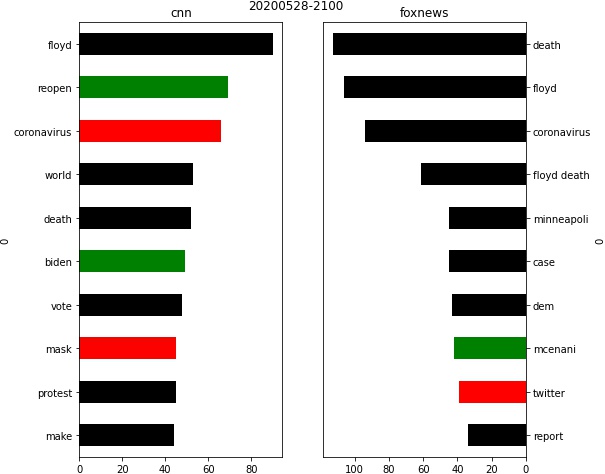 20200528-2100
cnn
foxnews
floyd
reopen
coronavirus
world
death
biden
vote
mask
protest
make
0 20 40 60 80
0
death
floyd
coronavirus
floyd death
minneapoli
case
dem
mcenani
twitter
report
100 80 60 40 20 0
0